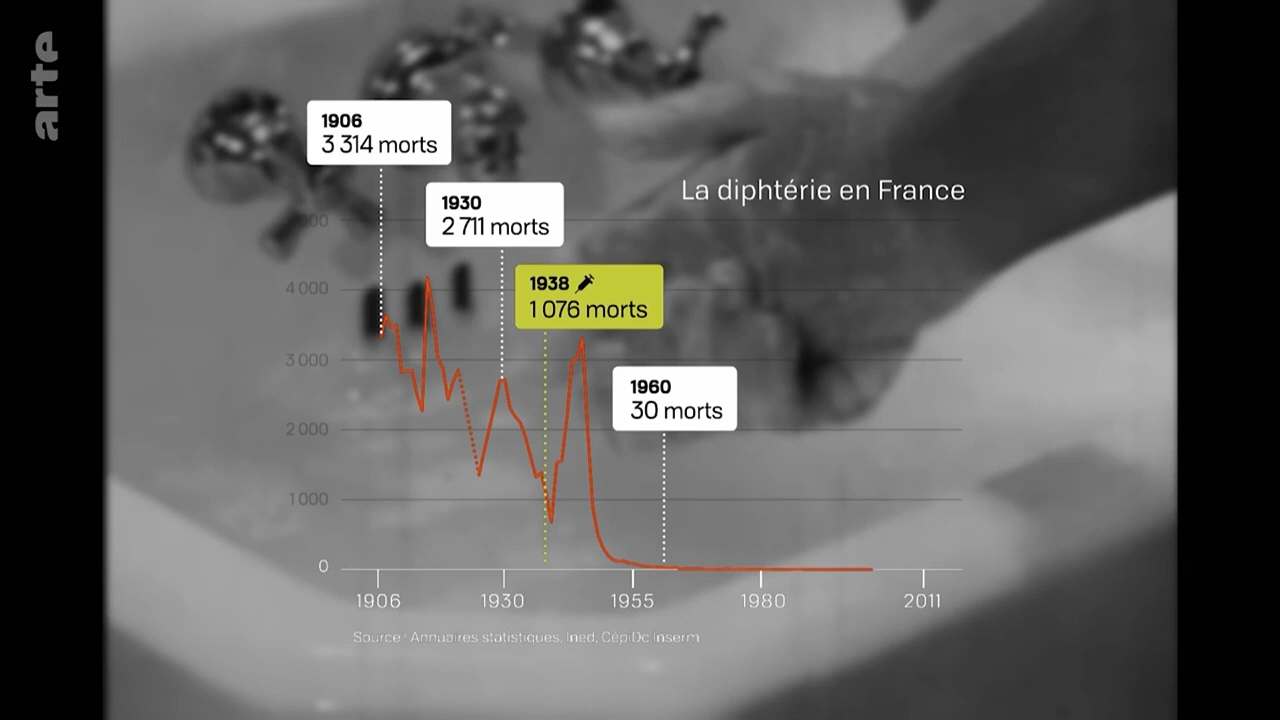 arte
1906
3 314 morts
1930
2 711 morts
La diphtérie en France
1938
1 076 morts
1960
30 morts
4 000
3 000
2 000
1 000
0
1906
1930
1955
1980
2011
Source : Annuaires statistiques, Ined, CépiDc Inserm